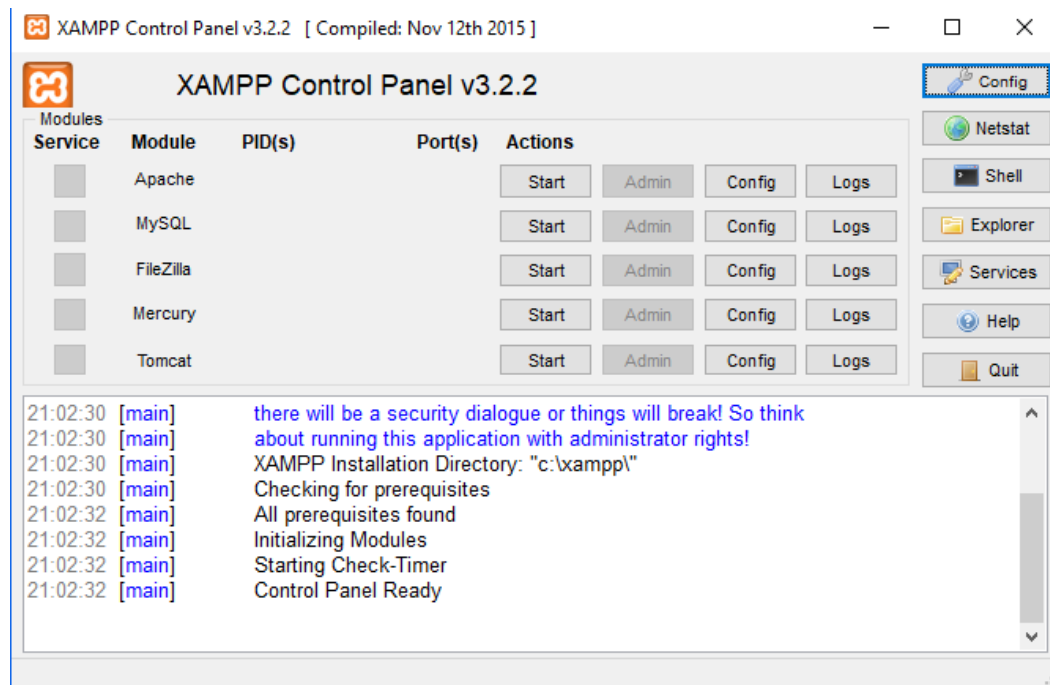 XAMPP Control Panel v3.2.2 [ Compiled: Nov 12th 2015 ]
XAMPP Control Panel v3.2.2
Config
Modules
Service Module PID(s) Port(s) Actions
Netstat
Apache Start Admin Config Logs
Shell
MySQL Start Admin Config Logs
Explorer
FileZilla Start Admin Config Logs
Services
Mercury Start Admin Config Logs
Help
Tomcat Start Admin Config Logs
Quit
21:02:30 [main] there will be a security dialogue or things will break! So think
21:02:30 [main] about running this application with administrator rights!
21:02:30 [main] XAMPP Installation Directory: "c:\xampp\"
21:02:30 [main] Checking for prerequisites
21:02:32 [main] All prerequisites found
21:02:32 [main] Initializing Modules
21:02:32 [main] Starting Check-Timer
21:02:32 [main] Control Panel Ready